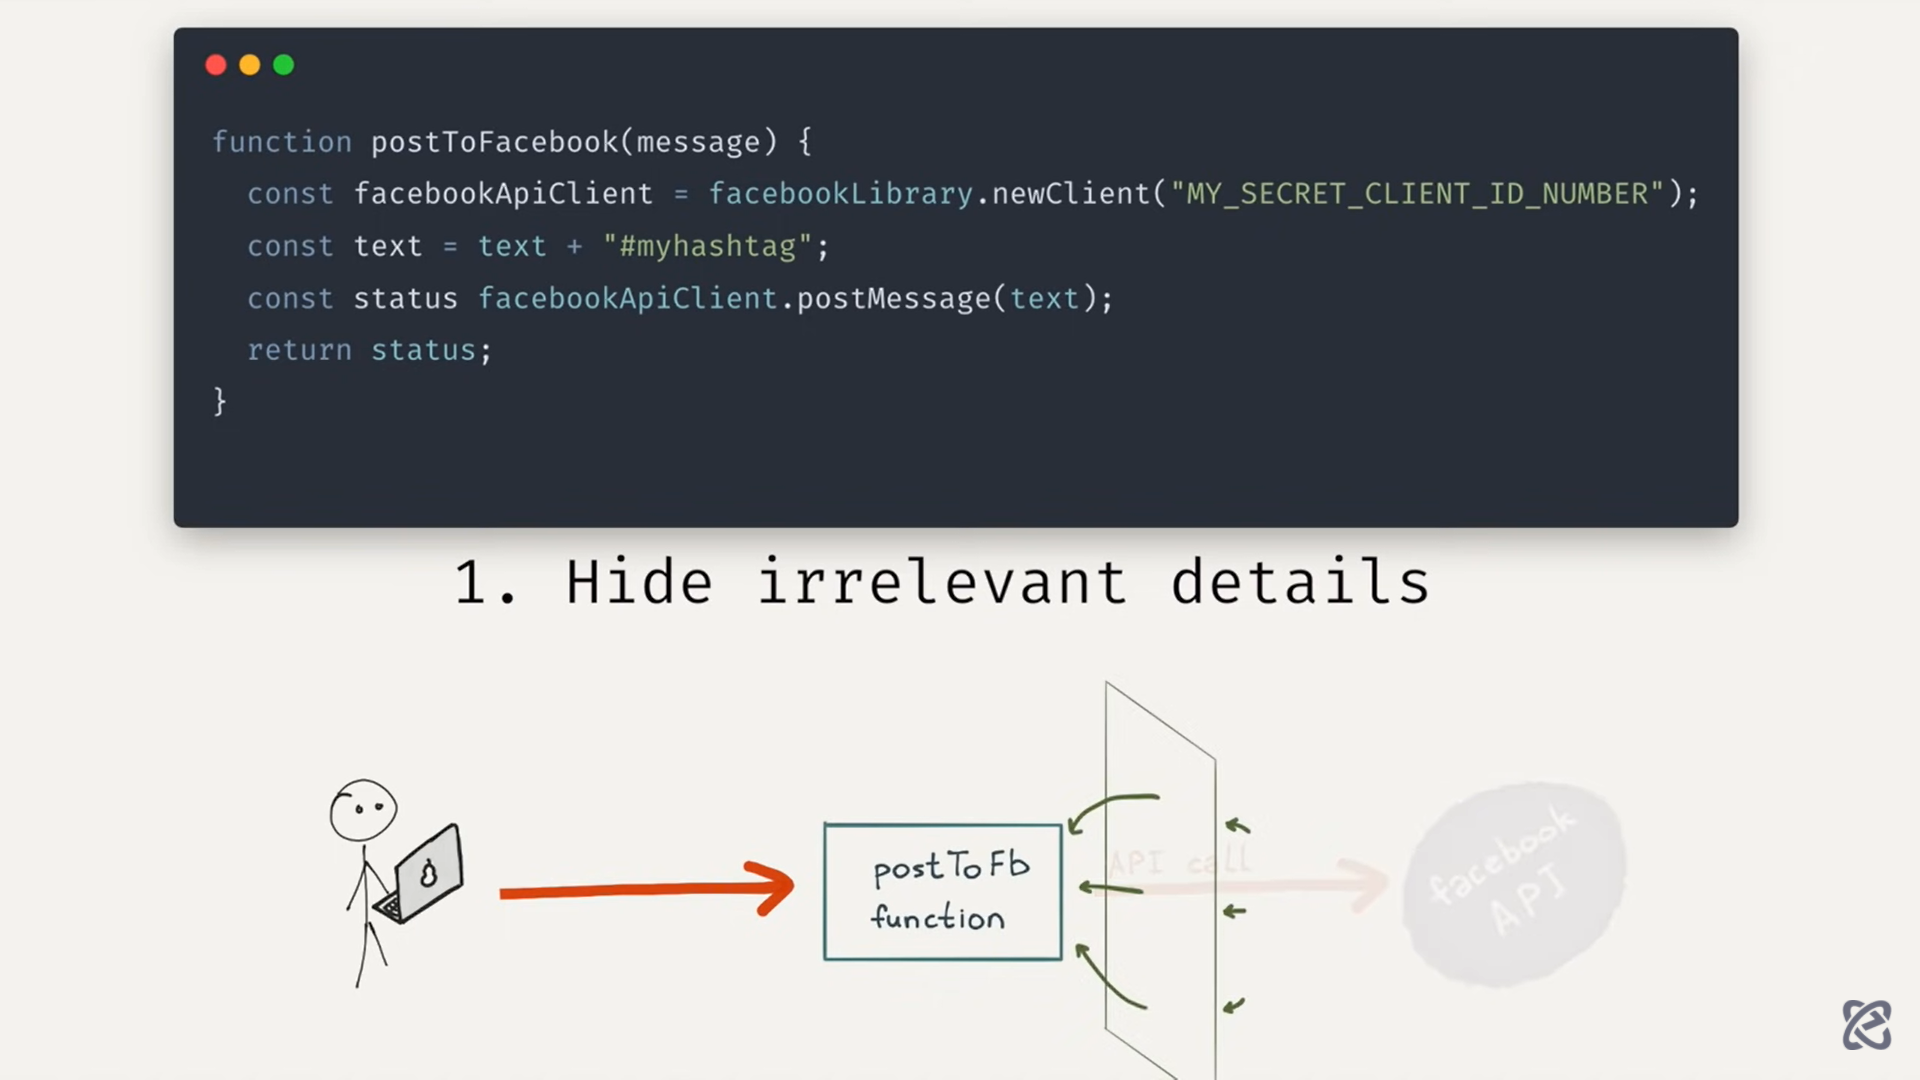 function postToFacebook(message) {
  const facebookApiClient = facebookLibrary.newClient("MY_SECRET_CLIENT_ID_NUMBER");
  const text = text + "#myhashtag";
  const status facebookApiClient.postMessage(text);
  return status;
}
1. Hide irrelevant details
postToFb
function
API call
facebook
API